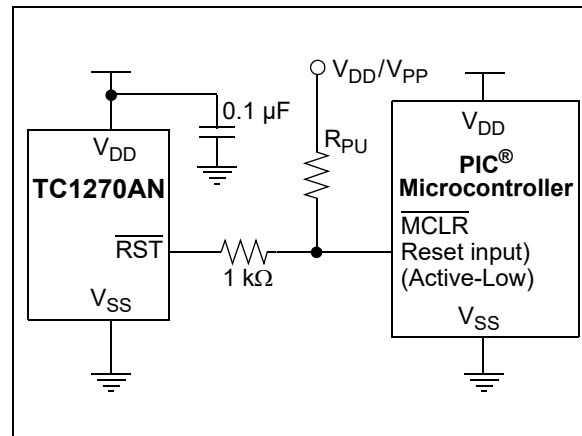 V_DD/V_PP
0.1 µF
V_DD
TC1270AN
RST
V_SS
1 kΩ
R_PU
V_DD
PIC®
Microcontroller
MCLR
Reset input)
(Active-Low)
V_SS